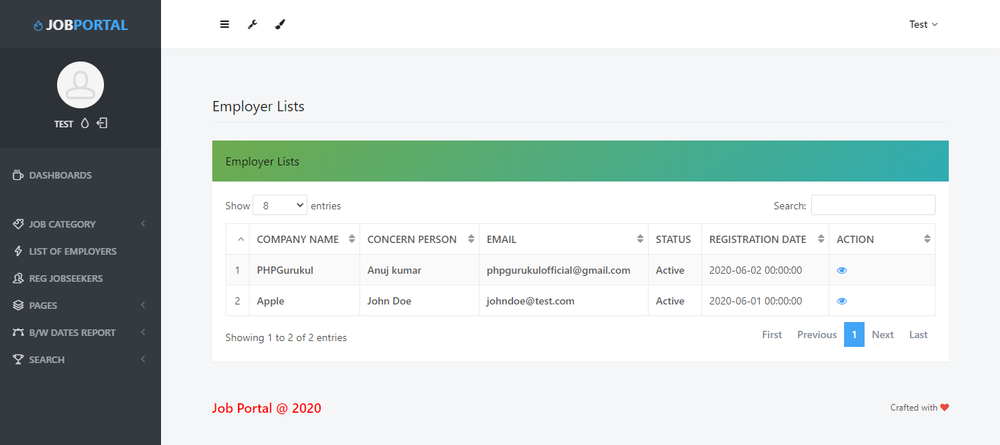 JOBPORTAL
Test
TEST
DASHBOARDS
JOB CATEGORY
LIST OF EMPLOYERS
REG JOBSEEKERS
PAGES
B/W DATES REPORT
SEARCH
Employer Lists
Employer Lists
Show 8 entries Search:
COMPANY NAME CONCERN PERSON EMAIL STATUS REGISTRATION DATE ACTION
1 PHPGurukul Anuj kumar phpgurukulofficial@gmail.com Active 2020-06-02 00:00:00
2 Apple John Doe johndoe@test.com Active 2020-06-01 00:00:00
Showing 1 to 2 of 2 entries First Previous 1 Next Last
Job Portal @ 2020 Crafted with